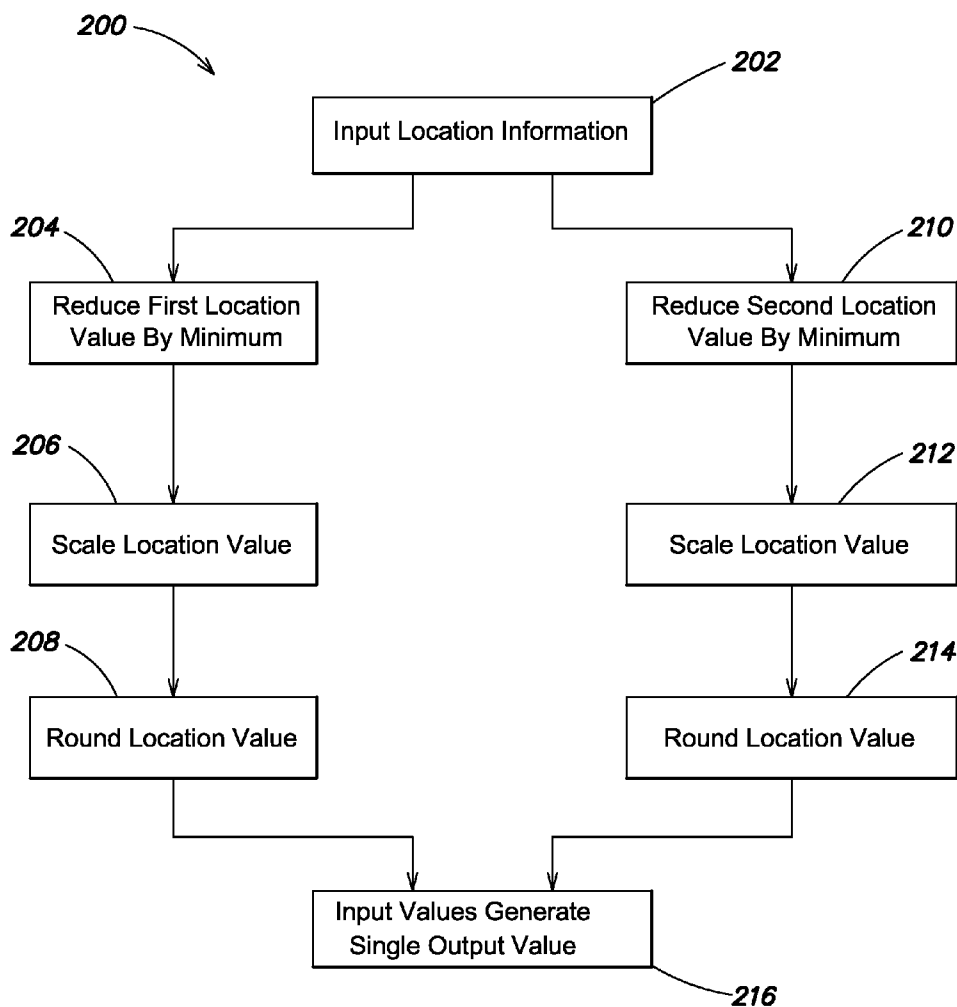 200
202
Input Location Information
204
210
Reduce First Location
Value By Minimum
Reduce Second Location
Value By Minimum
206
212
Scale Location Value
Scale Location Value
208
214
Round Location Value
Round Location Value
Input Values Generate
Single Output Value
216